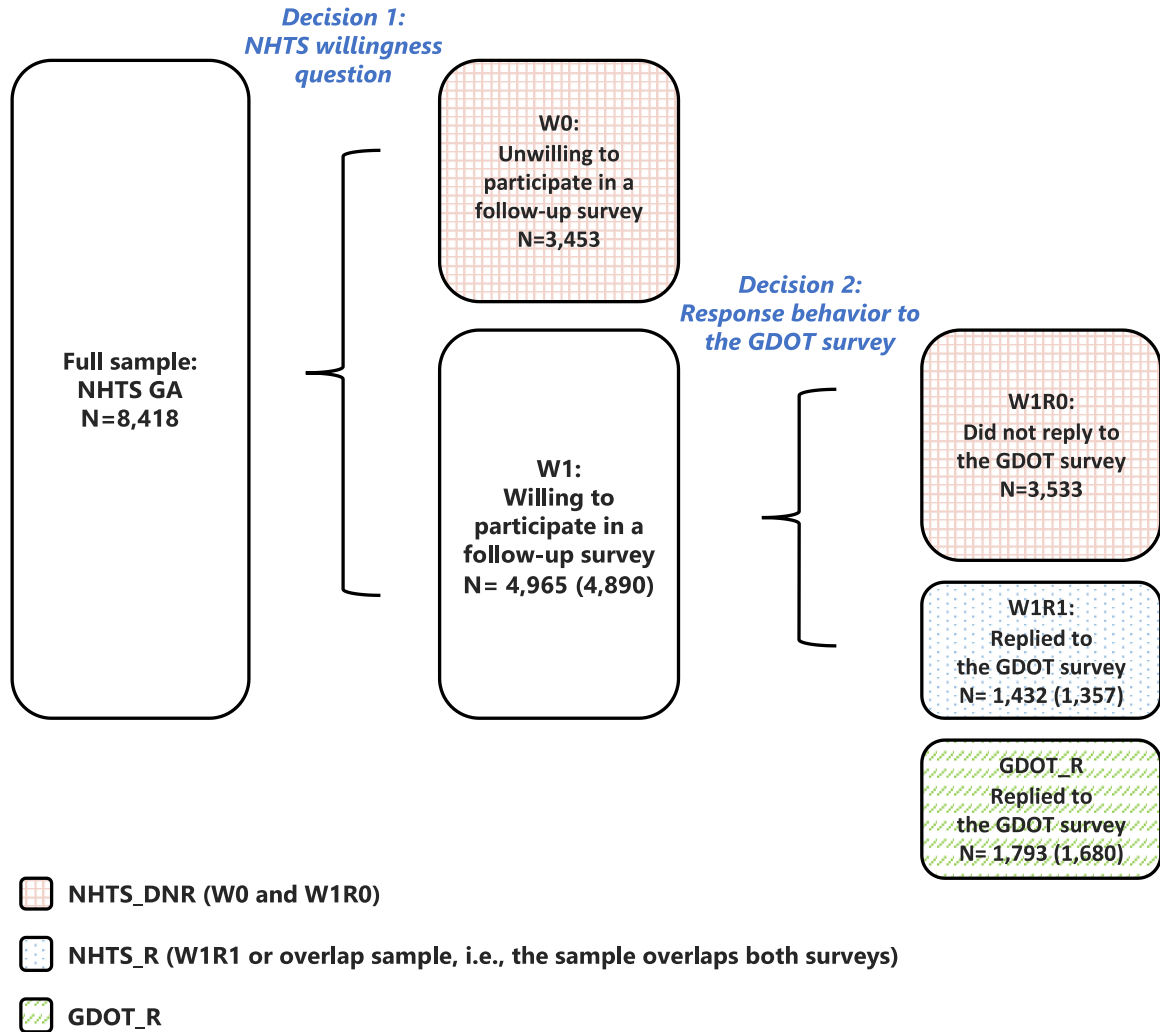 Decision 1:
NHTS willingness
question
Full sample:
NHTS GA
N=8,418
W0:
Unwilling to
participate in a
follow-up survey
N=3,453
W1:
Willing to
participate in a
follow-up survey
N= 4,965 (4,890)
Decision 2:
Response behavior to
the GDOT survey
W1R0:
Did not reply to
the GDOT survey
N=3,533
W1R1:
Replied to
the GDOT survey
N= 1,432 (1,357)
GDOT_R
Replied to
the GDOT survey
N= 1,793 (1,680)
NHTS_DNR (W0 and W1R0)
NHTS_R (W1R1 or overlap sample, i.e., the sample overlaps both surveys)
GDOT_R